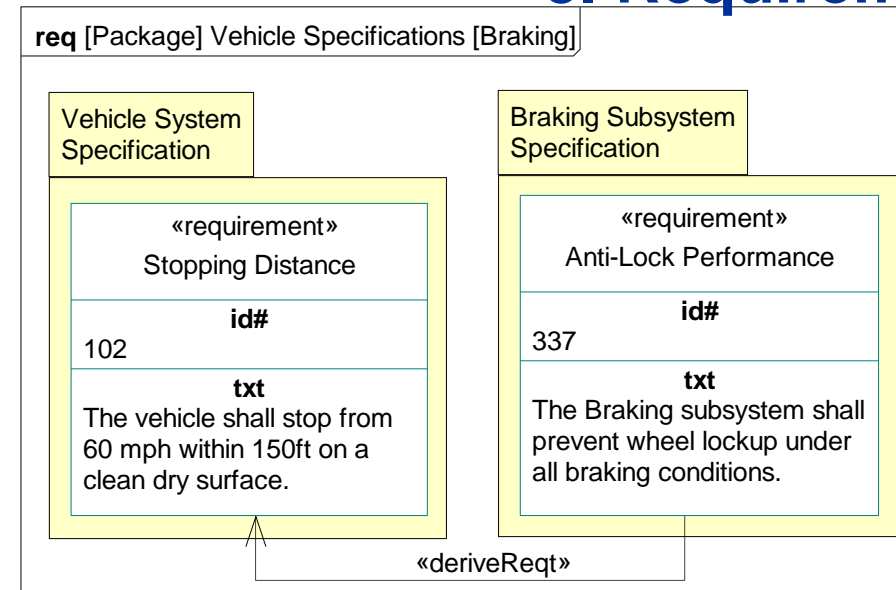 req [Package] Vehicle Specifications [Braking]
Vehicle System
Specification
«requirement»
Stopping Distance
id#
102
txt
The vehicle shall stop from
60 mph within 150ft on a
clean dry surface.
Braking Subsystem
Specification
«requirement»
Anti-Lock Performance
id#
337
txt
The Braking subsystem shall
prevent wheel lockup under
all braking conditions.
«deriveReqt»